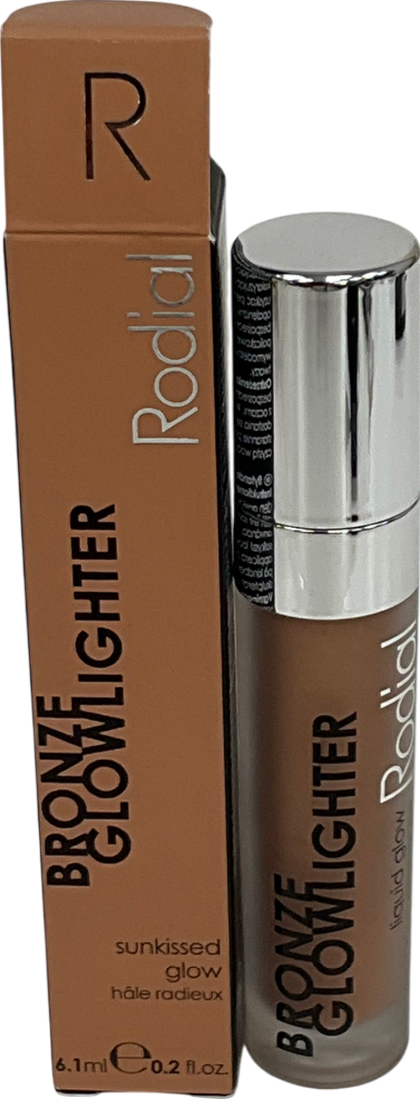 R
Rodial
BRONZE
GLOWLIGHTER
sunkissed
glow
hâle radieux
6.1ml e 0.2 fl.oz.
BRONZE
GLOWLIGHTER
liquid glow
Rodial